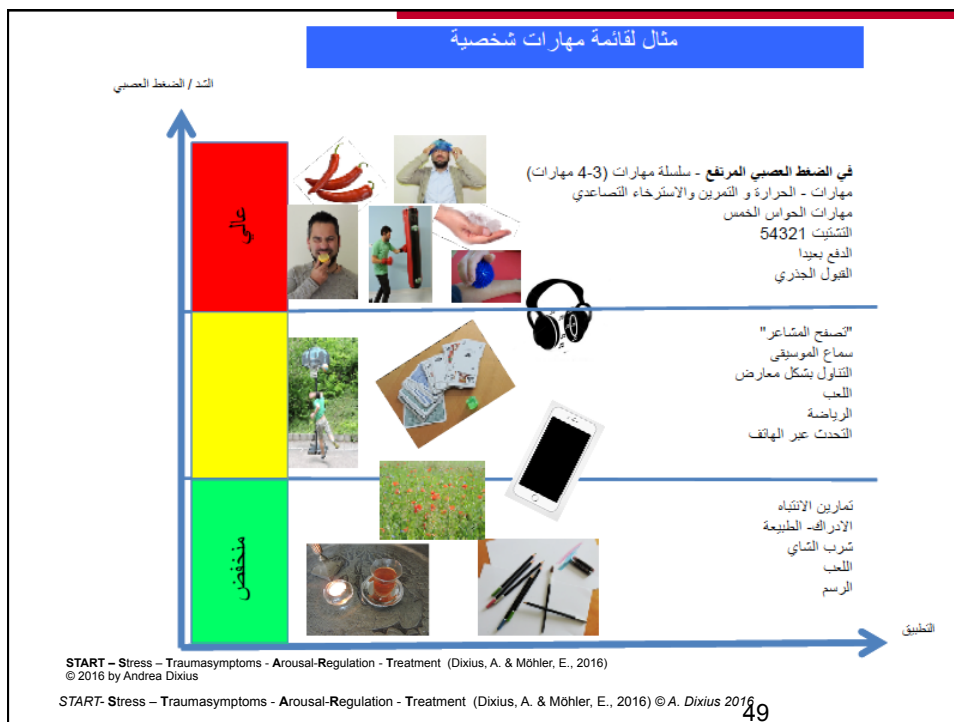 مثال لقائمة مهارات شخصية
الشد / الضغط العصبي
عالي
في الضغط العصبي المرتفع - سلسلة مهارات (3-4 مهارات)
مهارات - الحرارة و التمرين والاسترخاء التصاعدي
مهارات الحواس الخمس
التشتيت 54321
الدفع بعيدا
القبول الجذري
"تصفح المشاعر"
سماع الموسيقى
التناول بشكل معارض
اللعب
الرياضة
التحدث عبر الهاتف
منخفض
تمارين الانتباه
الادراك- الطبيعة
شرب الشاي
اللعب
الرسم
التطبيق
START – Stress – Traumasymptoms - Arousal-Regulation - Treatment (Dixius, A. & Möhler, E., 2016)
© 2016 by Andrea Dixius
START- Stress – Traumasymptoms - Arousal-Regulation - Treatment (Dixius, A. & Möhler, E., 2016) © A. Dixius 2016
49